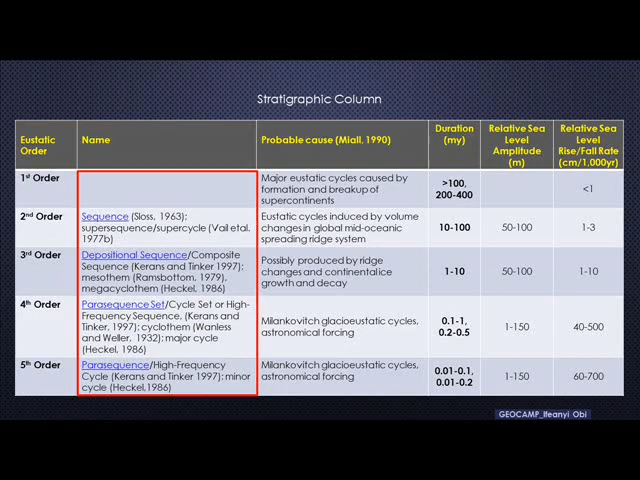 Stratigraphic Column
Eustatic
Order
Name
Probable cause (Miall, 1990)
Duration
(my)
Relative Sea
Level
Amplitude
(m)
Relative Sea
Level
Rise/Fall Rate
(cm/1,000yr)
1st Order
Major eustatic cycles caused by
formation and breakup of
supercontinents
>100,
200-400
<1
2nd Order
Sequence (Sloss, 1963);
supersequence/supercycle (Vail etal.
1977b)
Eustatic cycles induced by volume
changes in global mid-oceanic
spreading ridge system
10-100
50-100
1-3
3rd Order
Depositional Sequence/Composite
Sequence (Kerans and Tinker 1997);
mesothem (Ransbottom, 1979),
megacyclothem (Heckel, 1986)
Possibly produced by ridge
changes and continental ice
growth and decay
1-10
50-100
1-10
4th Order
Parasequence Set/Cycle Set or High-
Frequency Sequence, (Kerans and
Tinker, 1997); cyclothem (Wanless
and Weller, 1932); major cycle
(Heckel, 1986)
Milankovitch glacioeustatic cycles,
astronomical forcing
0.1-1,
0.2-0.5
1-150
40-500
5th Order
Parasequence/High-Frequency
Cycle (Kerans and Tinker 1997); minor
cycle (Heckel,1986)
Milankovitch glacioeustatic cycles,
astronomical forcing
0.01-0.1,
0.01-0.2
1-150
60-700
GEOCAMP_Ifeanyi Obi